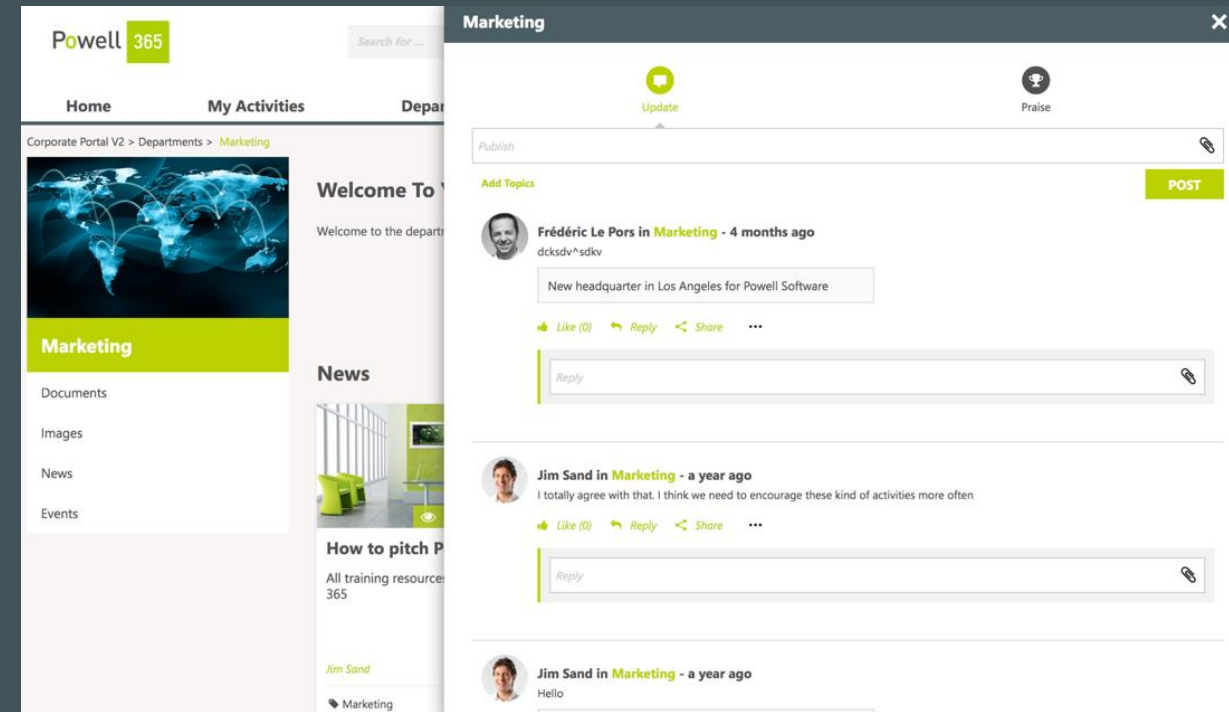 Powell 365
Search for ...
Home My Activities Depar
Corporate Portal V2 > Departments > Marketing
Marketing
Documents
Images
News
Events
Welcome To
Welcome to the depart
News
How to pitch P
All training resources
365
Jim Sand
Marketing
Marketing
Update Praise
Publish
Add Topics POST
Frédéric Le Pors in Marketing - 4 months ago
dcksdv^sdkv
New headquarter in Los Angeles for Powell Software
Like (0) Reply Share ...
Reply
Jim Sand in Marketing - a year ago
I totally agree with that. I think we need to encourage these kind of activities more often
Like (0) Reply Share ...
Reply
Jim Sand in Marketing - a year ago
Hello